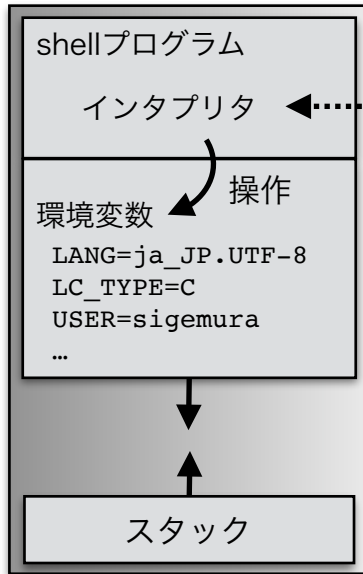 shellプログラム
インタプリタ
操作
環境変数
LANG=ja_JP.UTF-8
LC_TYPE=C
USER=sigemura
…
スタック